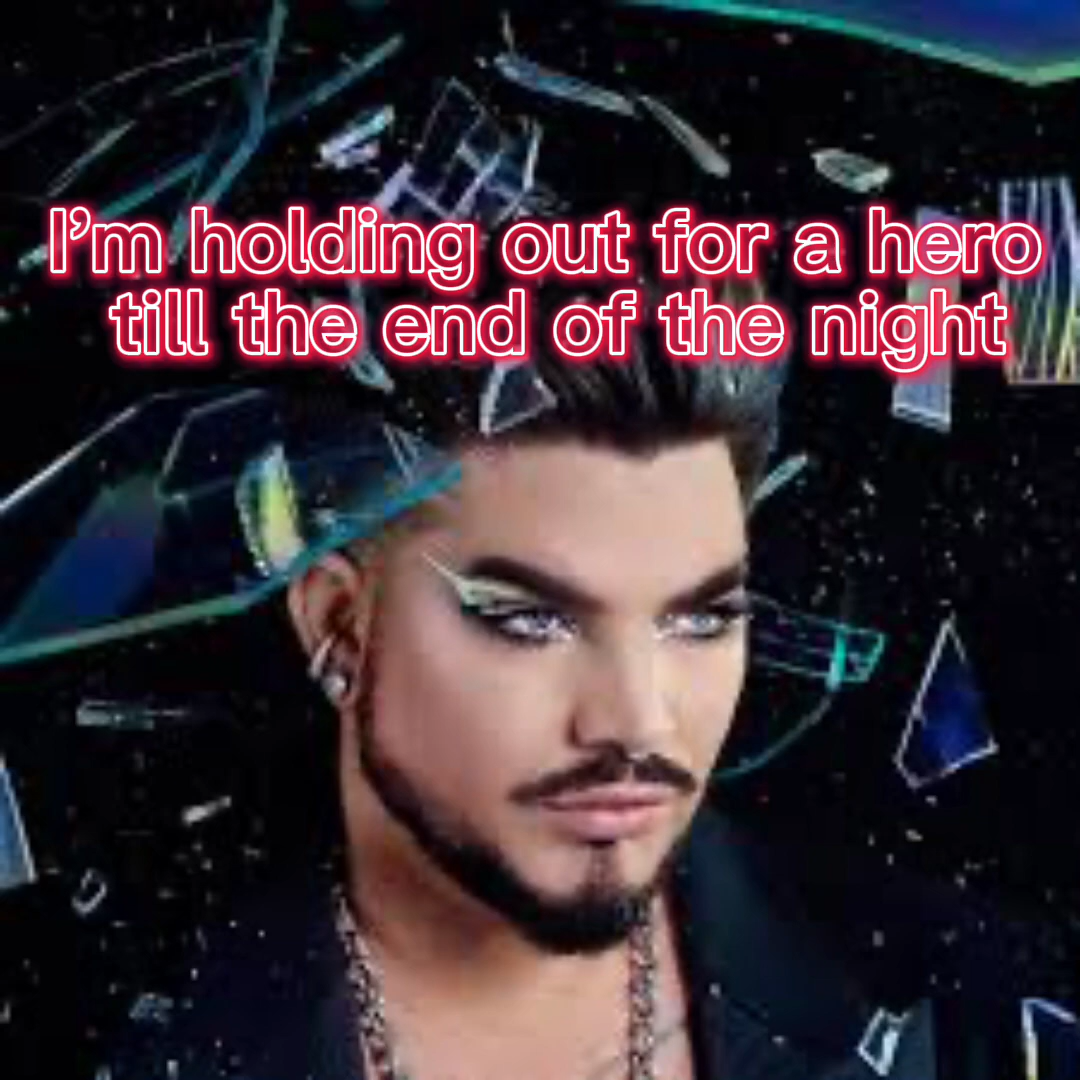 I’m holding out for a hero
till the end of the night